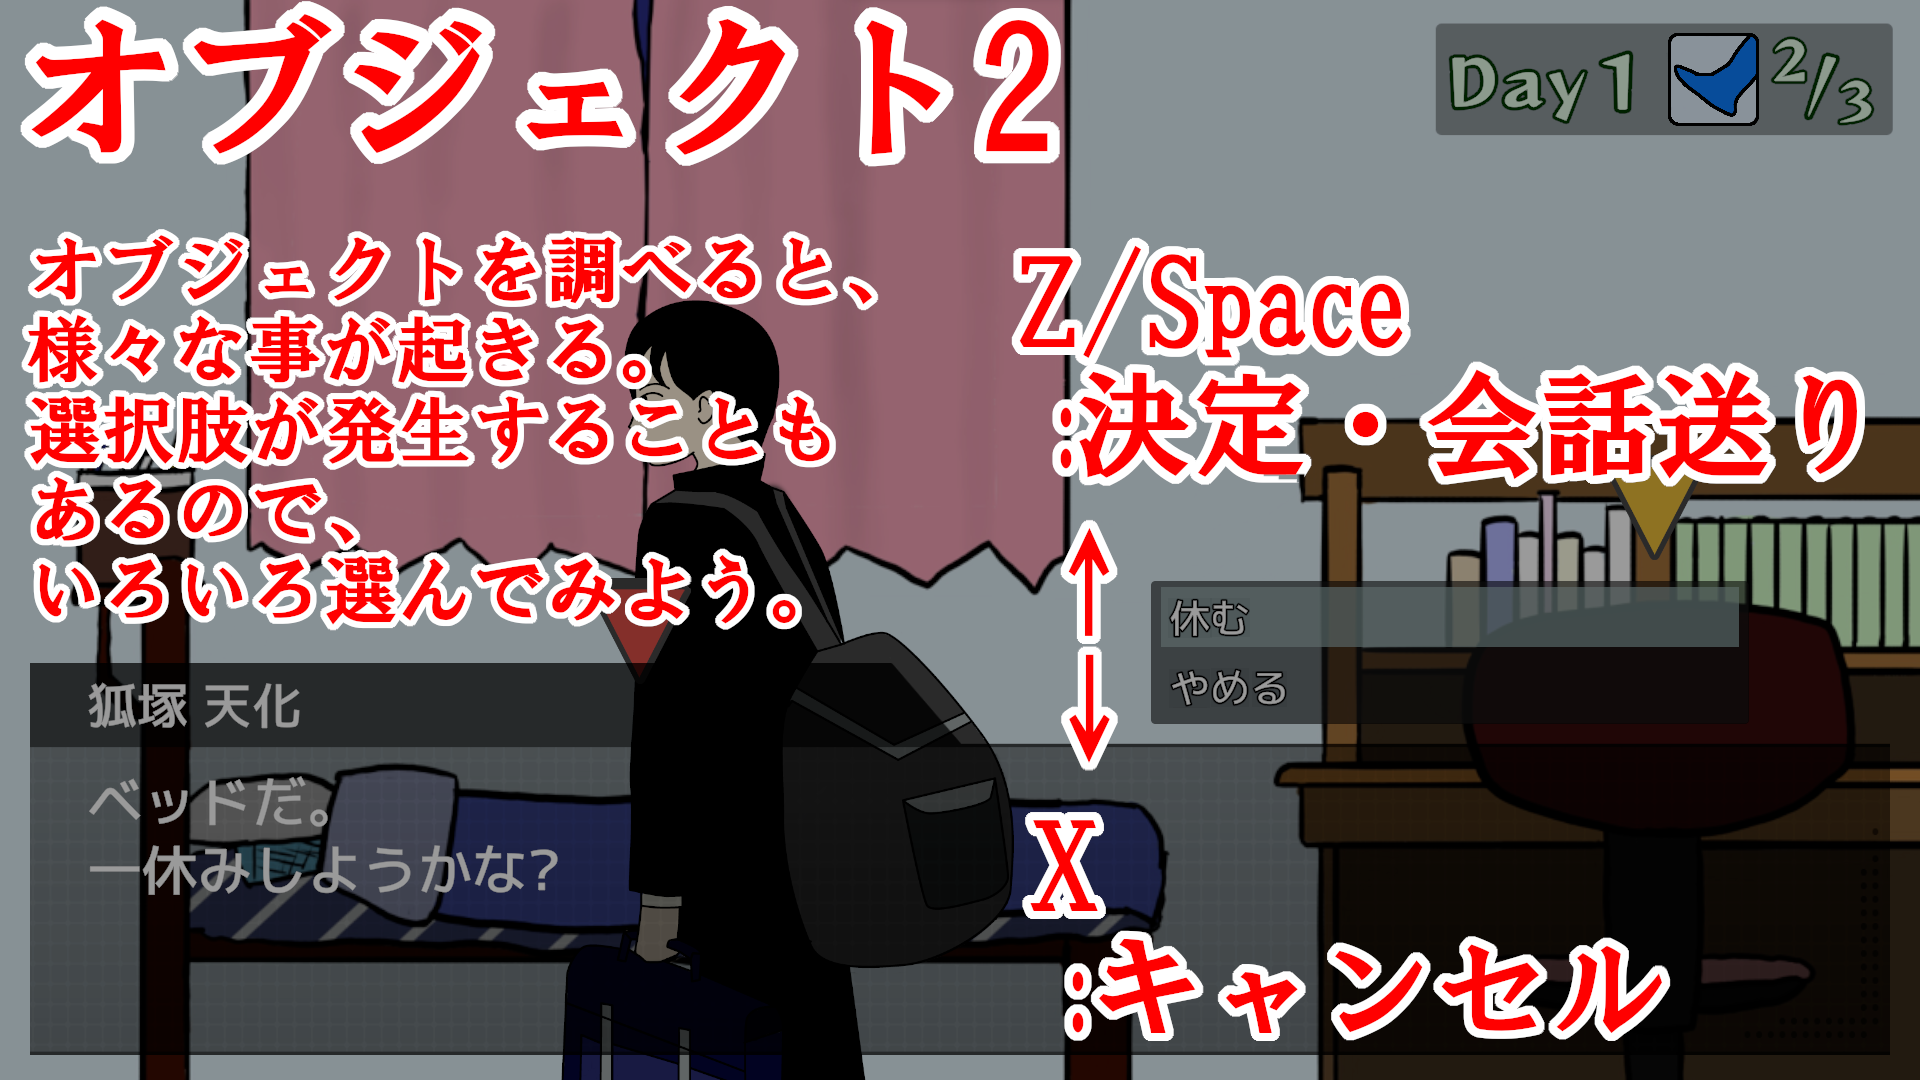 オブジェクト2
Day1 2/3
オブジェクトを調べると、
様々な事が起きる。
選択肢が発生することも
あるので、
いろいろ選んでみよう。
Z/Space
:決定・会話送り
↑
↓
休む
やめる
X
:キャンセル
狐塚 天化
ベッドだ。
一休みしようかな?